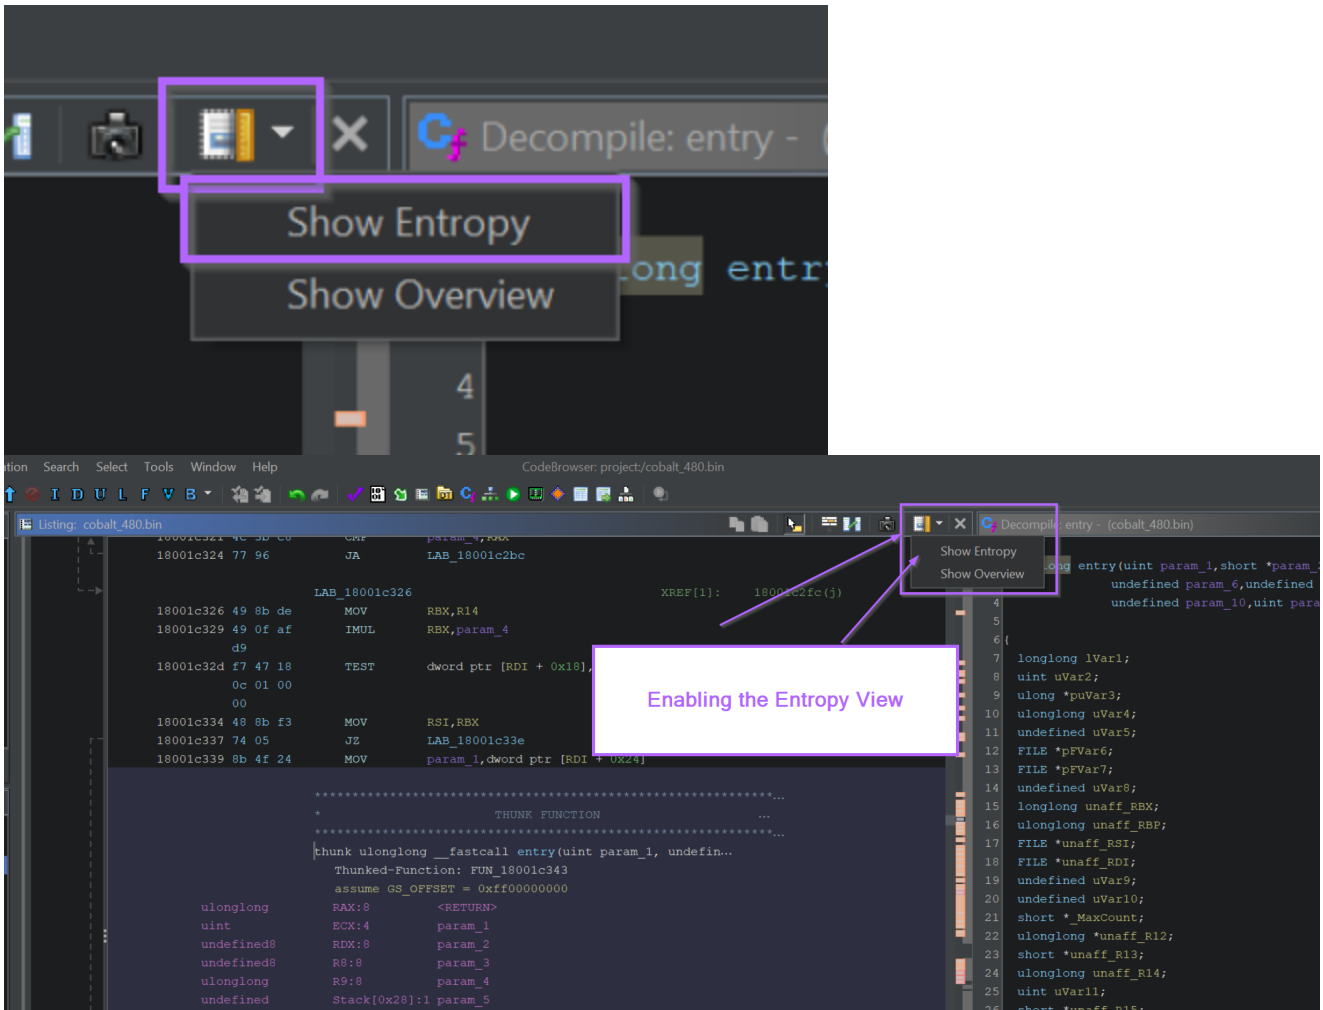 Decompile: entry -
Show Entropy
ong entry
Show Overview
4
5
Search Select Tools Window Help
CodeBrowser: project:/cobalt_480.bin
I D U L F V B
Listing: cobalt_480.bin
Decompile: entry - (cobalt_480.bin)
Show Entropy
Show Overview
18001c324 77 96 JA LAB_18001c2bc
LAB_18001c326 XREF[1]: 18001c2fc(j)
18001c326 49 8b de MOV RBX,R14
18001c329 49 0f af IMUL RBX,param_4
d9
18001c32d f7 47 18 TEST dword ptr [RDI + 0x18],
0c 01 00
00
18001c334 48 8b f3 MOV RSI,RBX
18001c337 74 05 JZ LAB_18001c33e
18001c339 8b 4f 24 MOV param_1,dword ptr [RDI + 0x24]
Enabling the Entropy View
* THUNK FUNCTION ...
thunk ulonglong __fastcall entry(uint param_1, undefin...
Thunked-Function: FUN_18001c343
assume GS_OFFSET = 0xff00000000
ulonglong RAX:8 <RETURN>
uint ECX:4 param_1
undefined8 RDX:8 param_2
undefined8 R8:8 param_3
ulonglong R9:8 param_4
undefined Stack[0x28]:1 param_5
ong entry(uint param_1,short *param_
undefined param_6,undefined
4 undefined param_10,uint para
5
6 {
7 longlong lVar1;
8 uint uVar2;
9 ulong *puVar3;
10 ulonglong uVar4;
11 undefined uVar5;
12 FILE *pFVar6;
13 FILE *pFVar7;
14 undefined uVar8;
15 longlong unaff_RBX;
16 ulonglong unaff_RBP;
17 FILE *unaff_RSI;
18 FILE *unaff_RDI;
19 undefined uVar9;
20 undefined uVar10;
21 short *_MaxCount;
22 ulonglong *unaff_R12;
23 short *unaff_R13;
24 ulonglong unaff_R14;
25 uint uVar11;